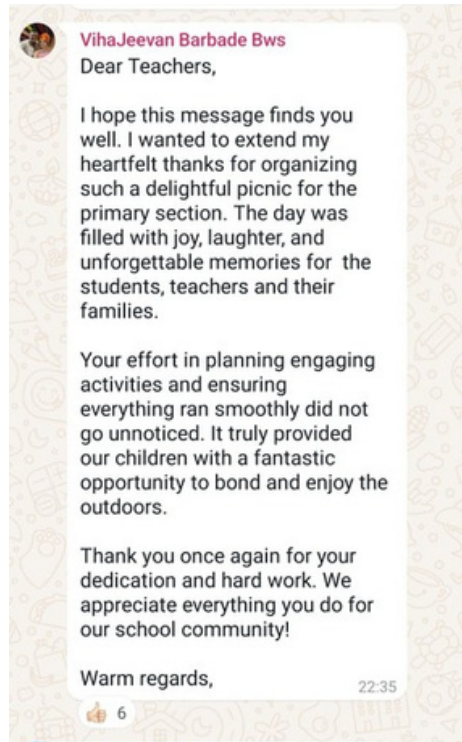 VihaJeevan Barbade Bws
Dear Teachers,
I hope this message finds you
well. I wanted to extend my
heartfelt thanks for organizing
such a delightful picnic for the
primary section. The day was
filled with joy, laughter, and
unforgettable memories for  the
students, teachers and their
families.
Your effort in planning engaging
activities and ensuring
everything ran smoothly did not
go unnoticed. It truly provided
our children with a fantastic
opportunity to bond and enjoy the
outdoors.
Thank you once again for your
dedication and hard work. We
appreciate everything you do for
our school community!
Warm regards,
22:35
6